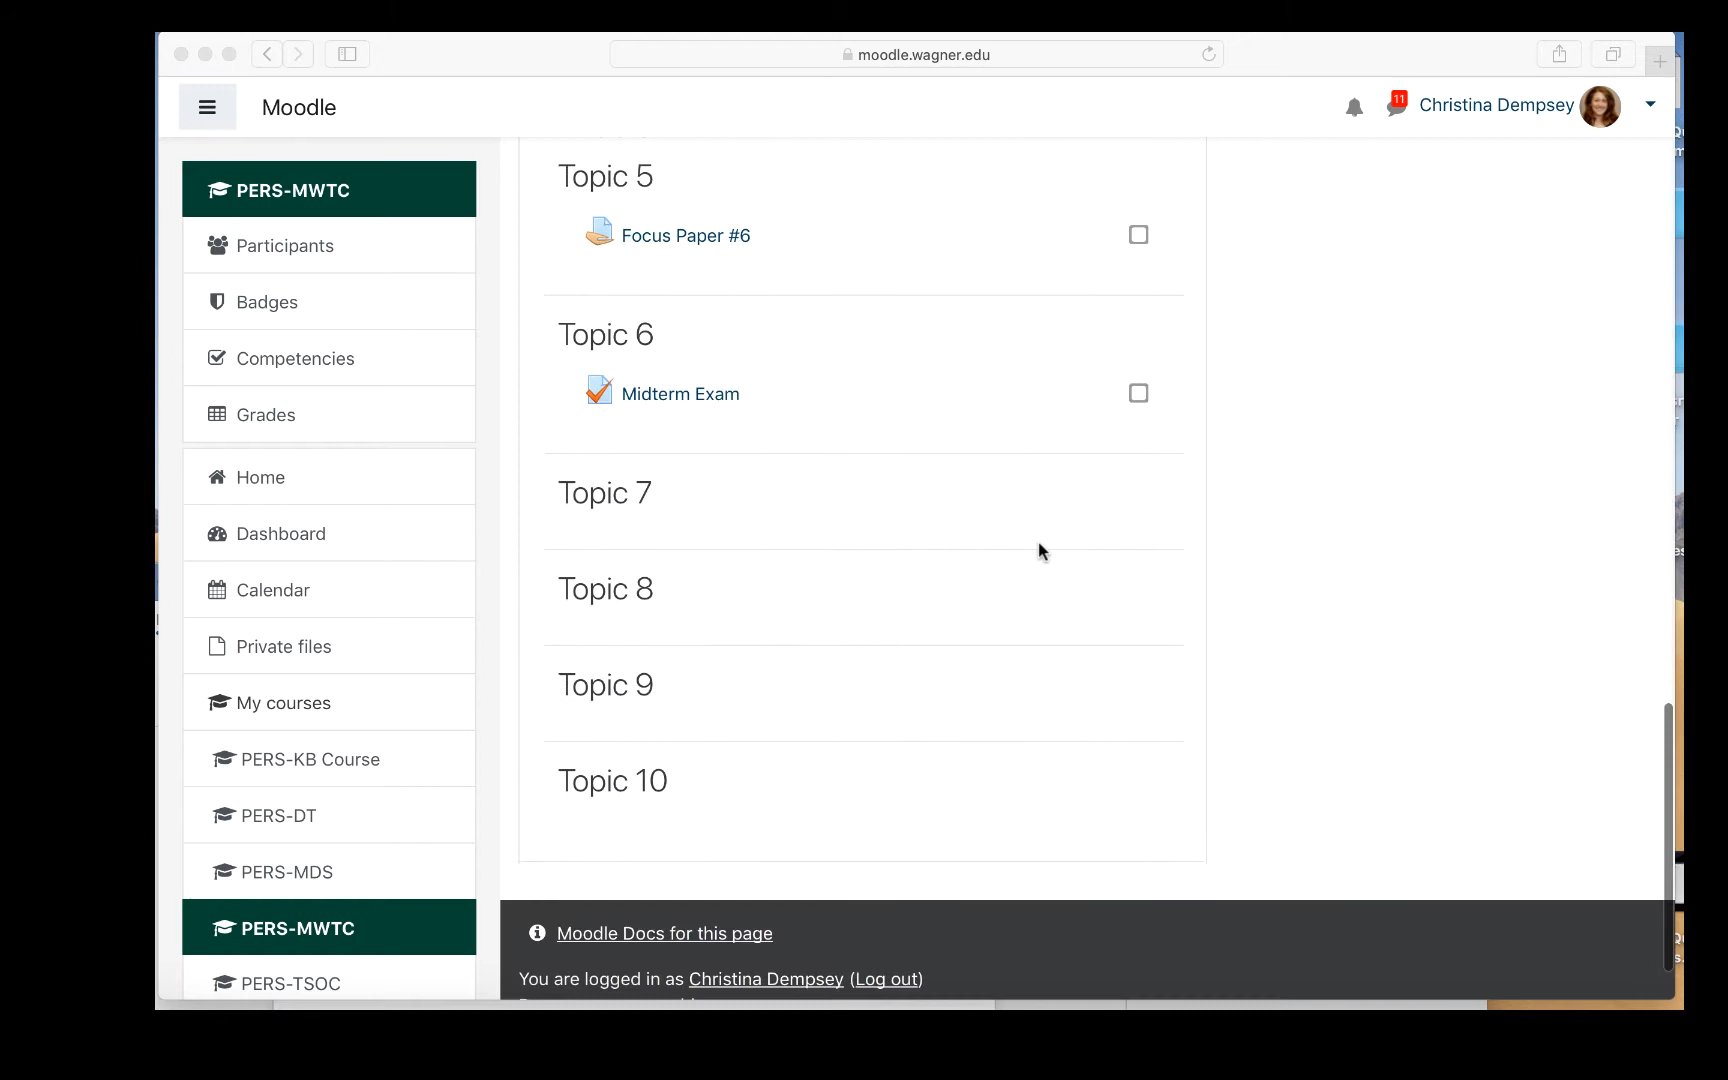 moodle.wagner.edu
Moodle
11
Christina Dempsey
PERS-MWTC
Participants
Badges
Competencies
Grades
Home
Dashboard
Calendar
Private files
My courses
PERS-KB Course
PERS-DT
PERS-MDS
PERS-MWTC
PERS-TSOC
Topic 5
Focus Paper #6
Topic 6
Midterm Exam
Topic 7
Topic 8
Topic 9
Topic 10
Moodle Docs for this page
You are logged in as Christina Dempsey (Log out)